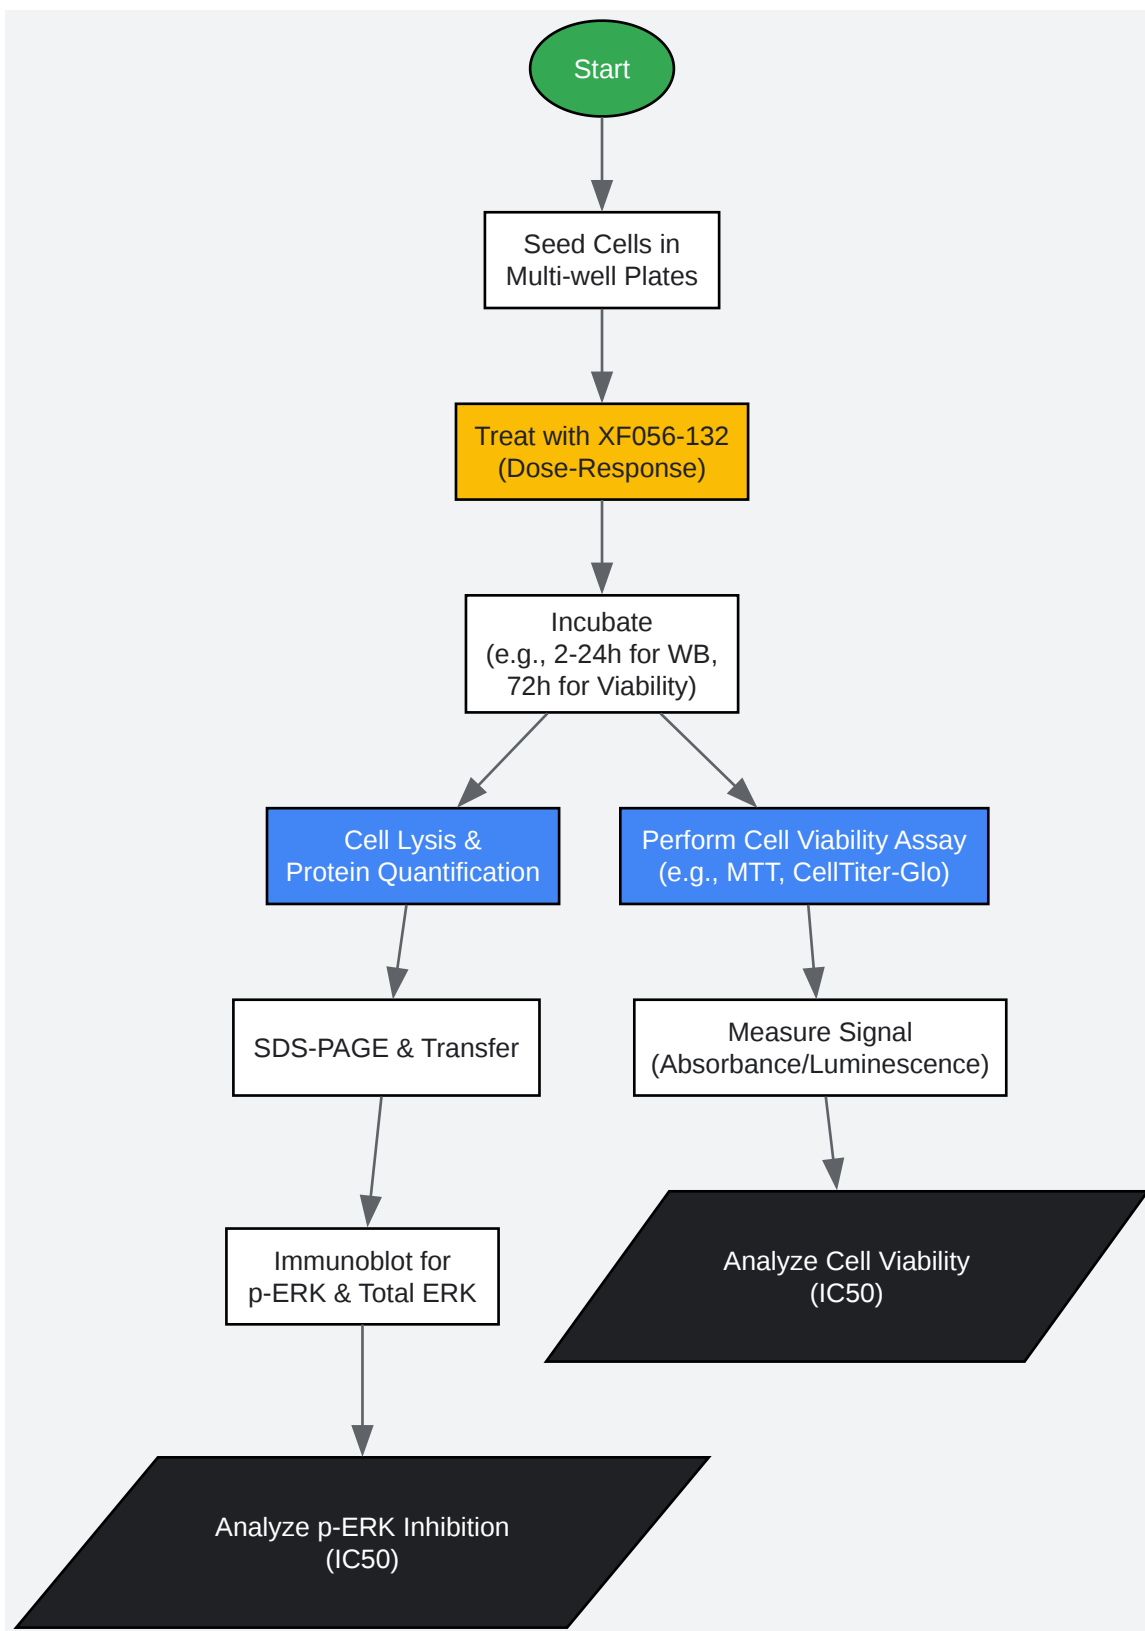 Start
Seed Cells in
Multi-well Plates
Treat with XF056-132
(Dose-Response)
Incubate
(e.g., 2-24h for WB,
72h for Viability)
Cell Lysis &
Protein Quantification
Perform Cell Viability Assay
(e.g., MTT, CellTiter-Glo)
SDS-PAGE & Transfer
Measure Signal
(Absorbance/Luminescence)
Immunoblot for
p-ERK & Total ERK
Analyze Cell Viability
(IC50)
Analyze p-ERK Inhibition
(IC50)